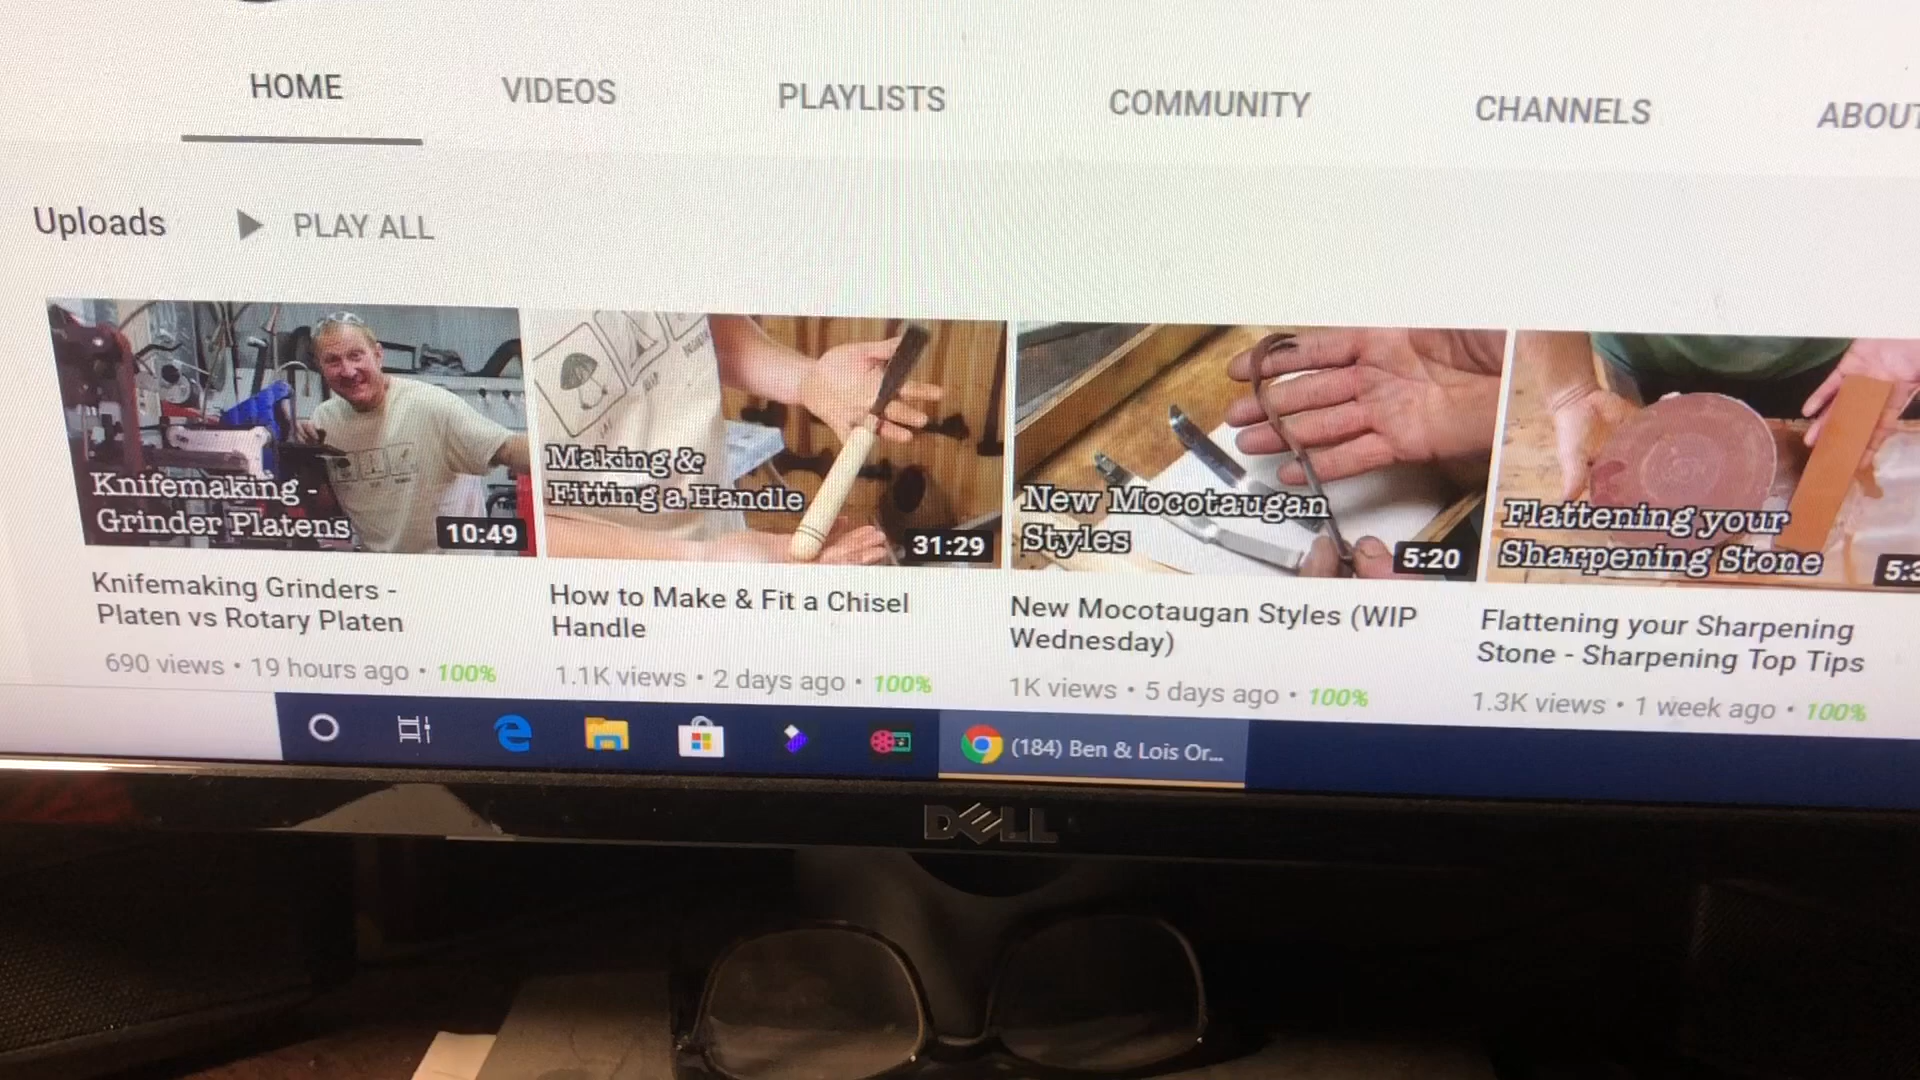 HOME VIDEOS PLAYLISTS COMMUNITY CHANNELS ABOUT
Uploads PLAY ALL
Knifemaking -
Grinder Platens
10:49
Making &
Fitting a Handle
31:29
New Mocotaugan
Styles
5:20
Flattening your
Sharpening Stone
5:3
Knifemaking Grinders -
Platen vs Rotary Platen
690 views • 19 hours ago • 100%
How to Make & Fit a Chisel
Handle
1.1K views • 2 days ago • 100%
New Mocotaugan Styles (WIP
Wednesday)
1K views • 5 days ago • 100%
Flattening your Sharpening
Stone - Sharpening Top Tips
1.3K views • 1 week ago • 100%
(184) Ben & Lois Or...
DELL